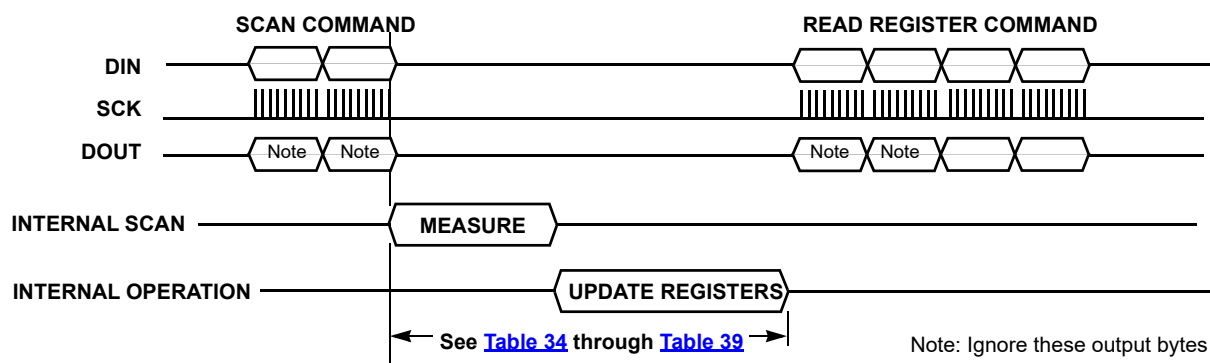 SCAN COMMAND
READ REGISTER COMMAND
DIN
SCK
DOUT
Note
Note
Note
Note
INTERNAL SCAN
MEASURE
INTERNAL OPERATION
UPDATE REGISTERS
See Table 34 through Table 39
Note: Ignore these output bytes